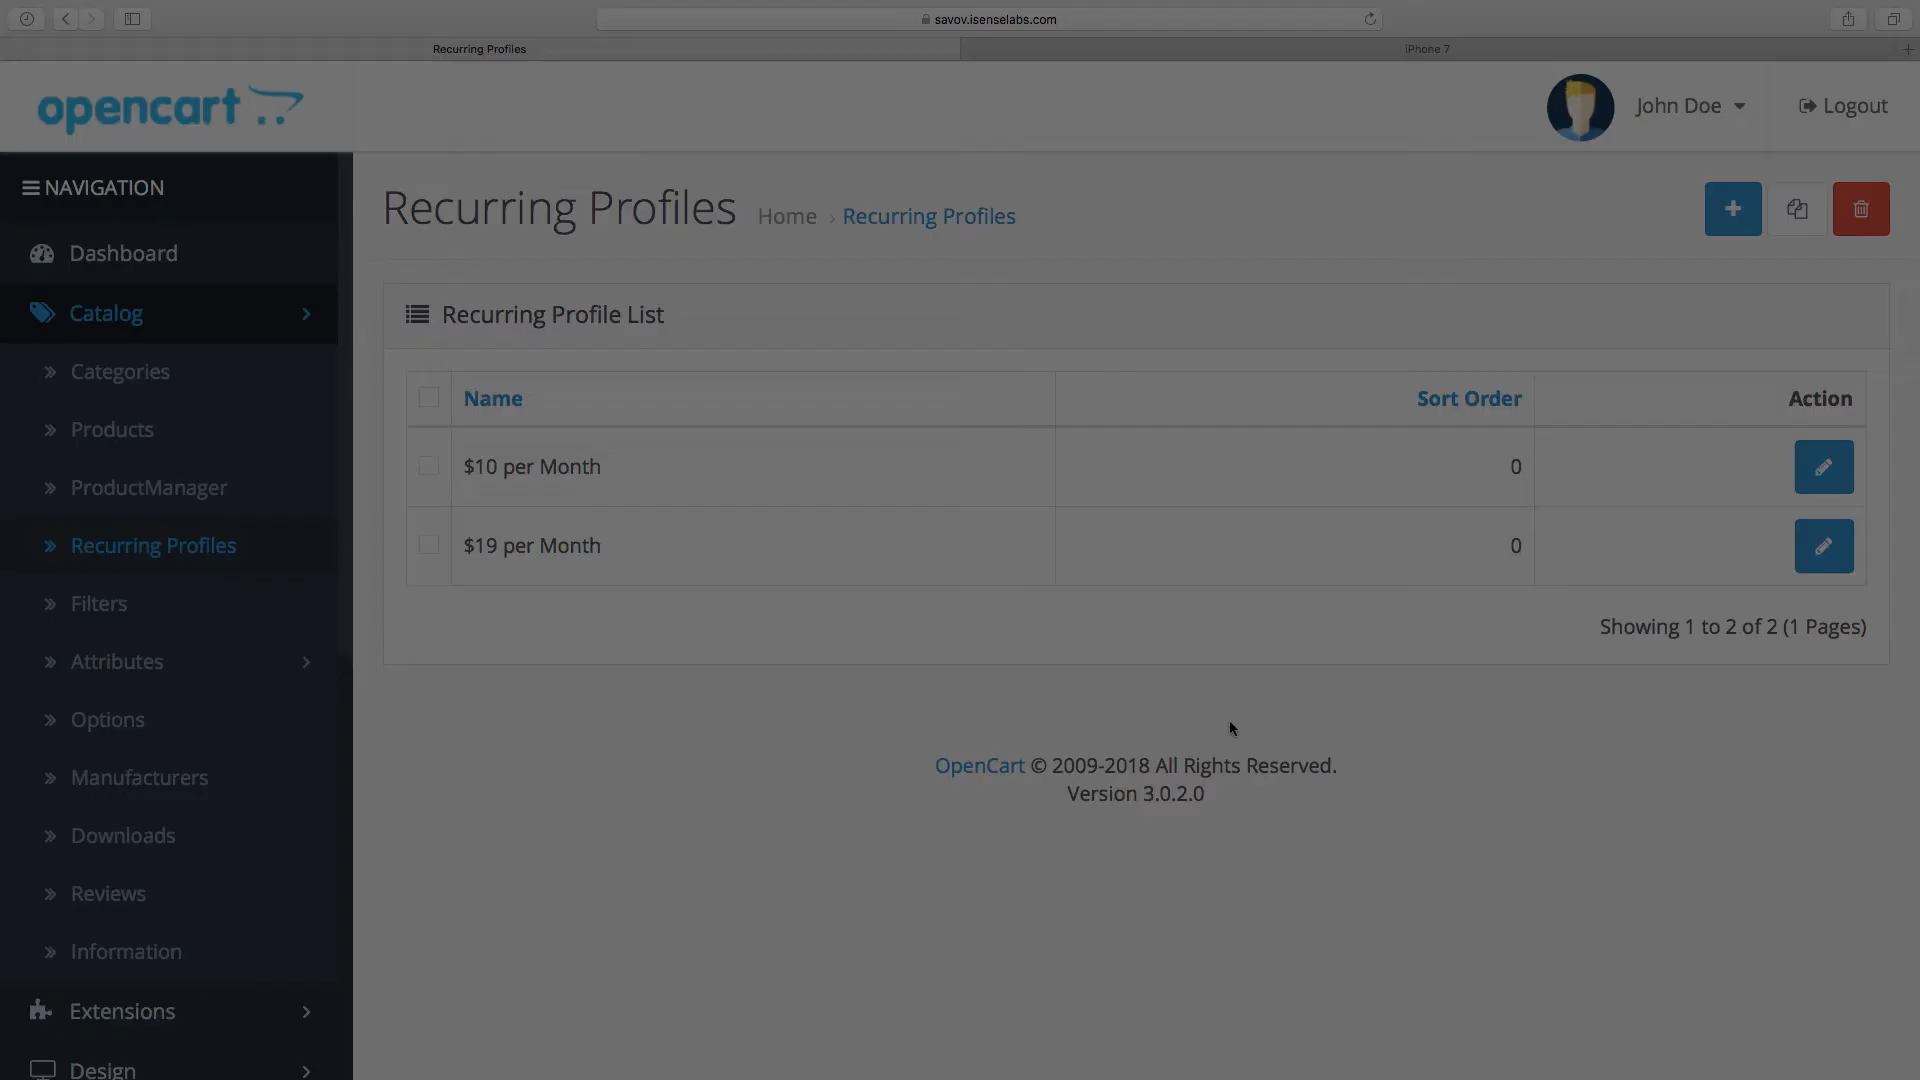 savov.isenselabs.com
Recurring Profiles
iPhone 7
opencart
John Doe
Logout
NAVIGATION
Dashboard
Catalog
Categories
Products
ProductManager
Recurring Profiles
Filters
Attributes
Options
Manufacturers
Downloads
Reviews
Information
Extensions
Design
Recurring Profiles
Home › Recurring Profiles
Recurring Profile List
Name Sort Order Action
$10 per Month 0
$19 per Month 0
Showing 1 to 2 of 2 (1 Pages)
OpenCart © 2009-2018 All Rights Reserved.
Version 3.0.2.0